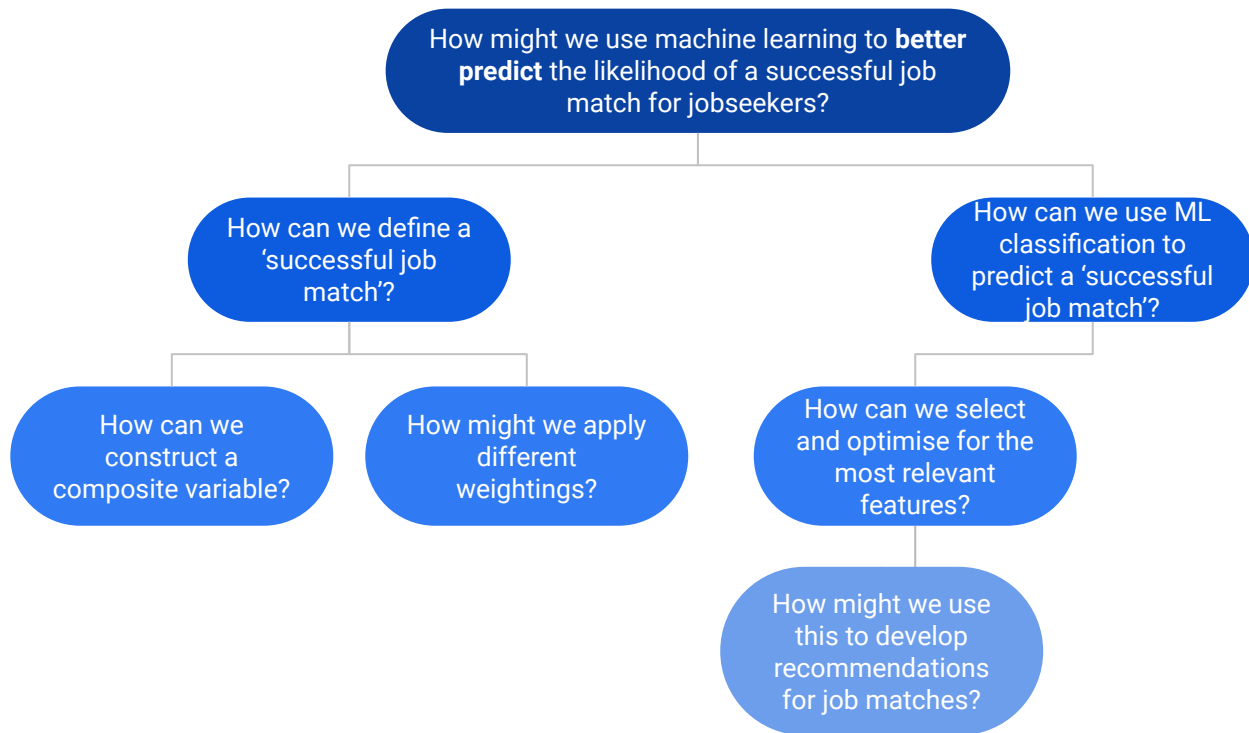 How might we use machine learning to better
predict the likelihood of a successful job
match for jobseekers?
How can we define a
‘successful job
match’?
How can we use ML
classification to
predict a ‘successful
job match’?
How can we
construct a
composite variable?
How might we apply
different
weightings?
How can we select
and optimise for the
most relevant
features?
How might we use
this to develop
recommendations
for job matches?